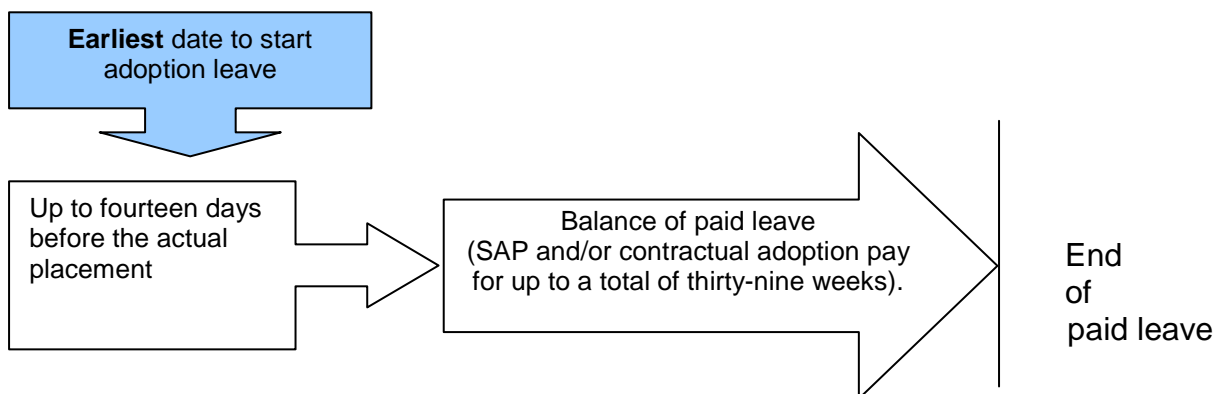 Earliest date to start
adoption leave
Up to fourteen days
before the actual
placement
Balance of paid leave
(SAP and/or contractual adoption pay
for up to a total of thirty-nine weeks).
End
of
paid leave